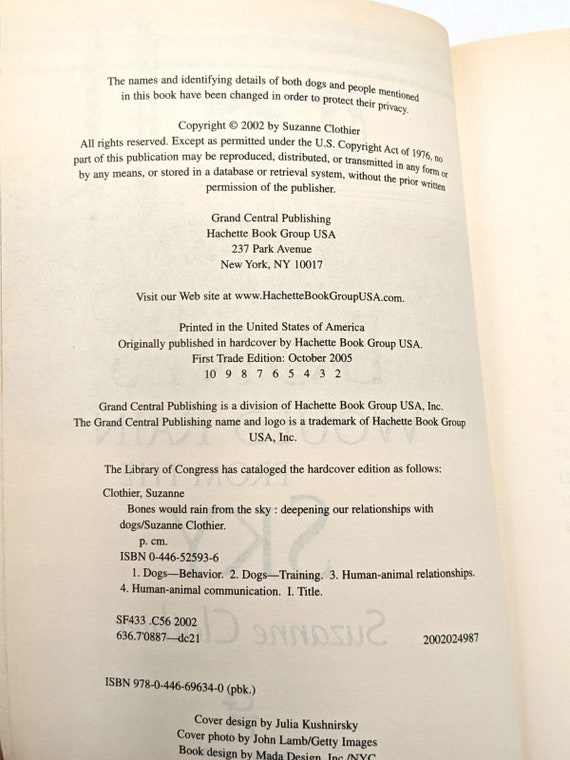 The names and identifying details of both dogs and people mentioned
in this book have been changed in order to protect their privacy.
Copyright © 2002 by Suzanne Clothier
All rights reserved. Except as permitted under the U.S. Copyright Act of 1976, no
part of this publication may be reproduced, distributed, or transmitted in any form or
by any means, or stored in a database or retrieval system, without the prior written
permission of the publisher.
Grand Central Publishing
Hachette Book Group USA
237 Park Avenue
New York, NY 10017
Visit our Web site at www.HachetteBookGroupUSA.com.
Printed in the United States of America
Originally published in hardcover by Hachette Book Group USA.
First Trade Edition: October 2005
10 9 8 7 6 5 4 3 2
Grand Central Publishing is a division of Hachette Book Group USA, Inc.
The Grand Central Publishing name and logo is a trademark of Hachette Book Group
USA, Inc.
The Library of Congress has cataloged the hardcover edition as follows:
Clothier, Suzanne
Bones would rain from the sky : deepening our relationships with
dogs/Suzanne Clothier.
p. cm.
ISBN 0-446-52593-6
1. Dogs—Behavior. 2. Dogs—Training. 3. Human-animal relationships.
4. Human-animal communication. I. Title.
SF433 .C56 2002
636.7'0887—dc21 2002024987
ISBN 978-0-446-69634-0 (pbk.)
Cover design by Julia Kushnirsky
Cover photo by John Lamb/Getty Images
Book design by Mada Design, Inc./NYC